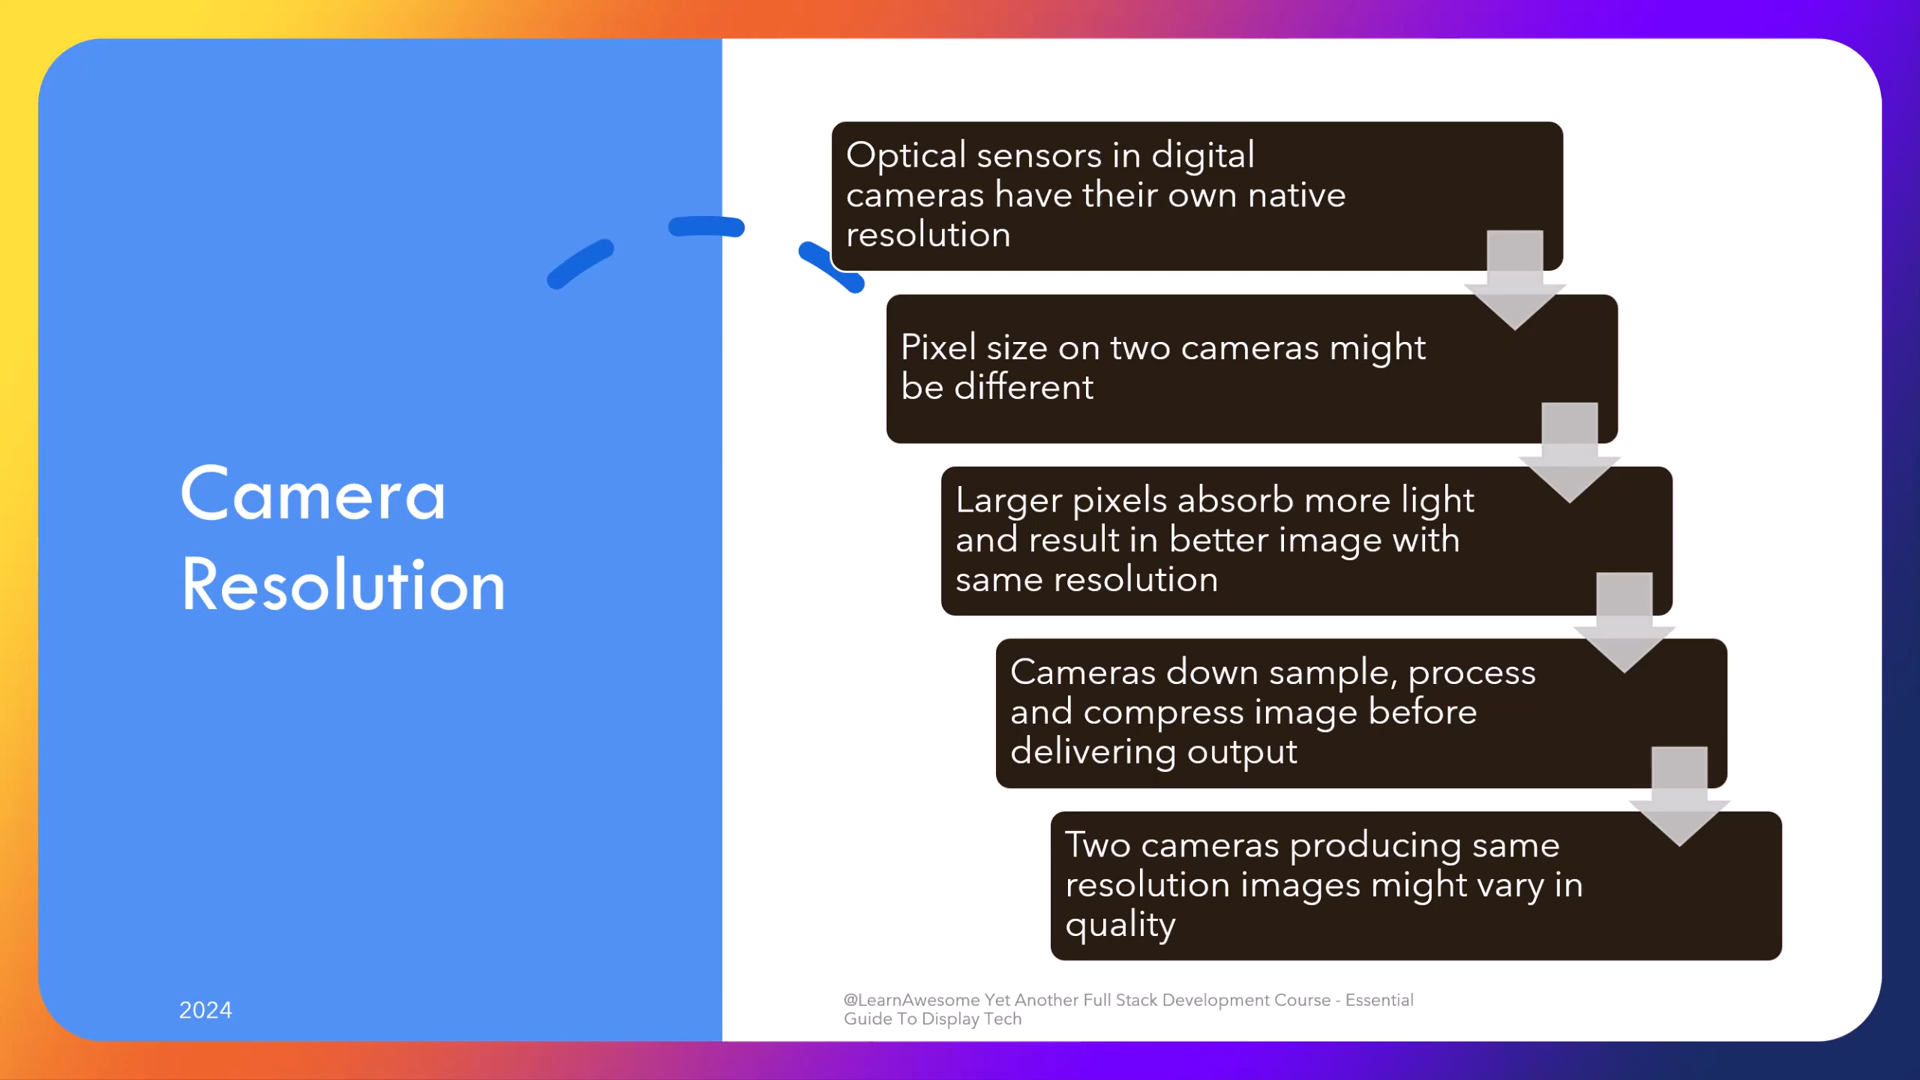 Camera
Resolution
Optical sensors in digital
cameras have their own native
resolution
Pixel size on two cameras might
be different
Larger pixels absorb more light
and result in better image with
same resolution
Cameras down sample, process
and compress image before
delivering output
Two cameras producing same
resolution images might vary in
quality
2024
@LearnAwesome Yet Another Full Stack Development Course - Essential
Guide To Display Tech